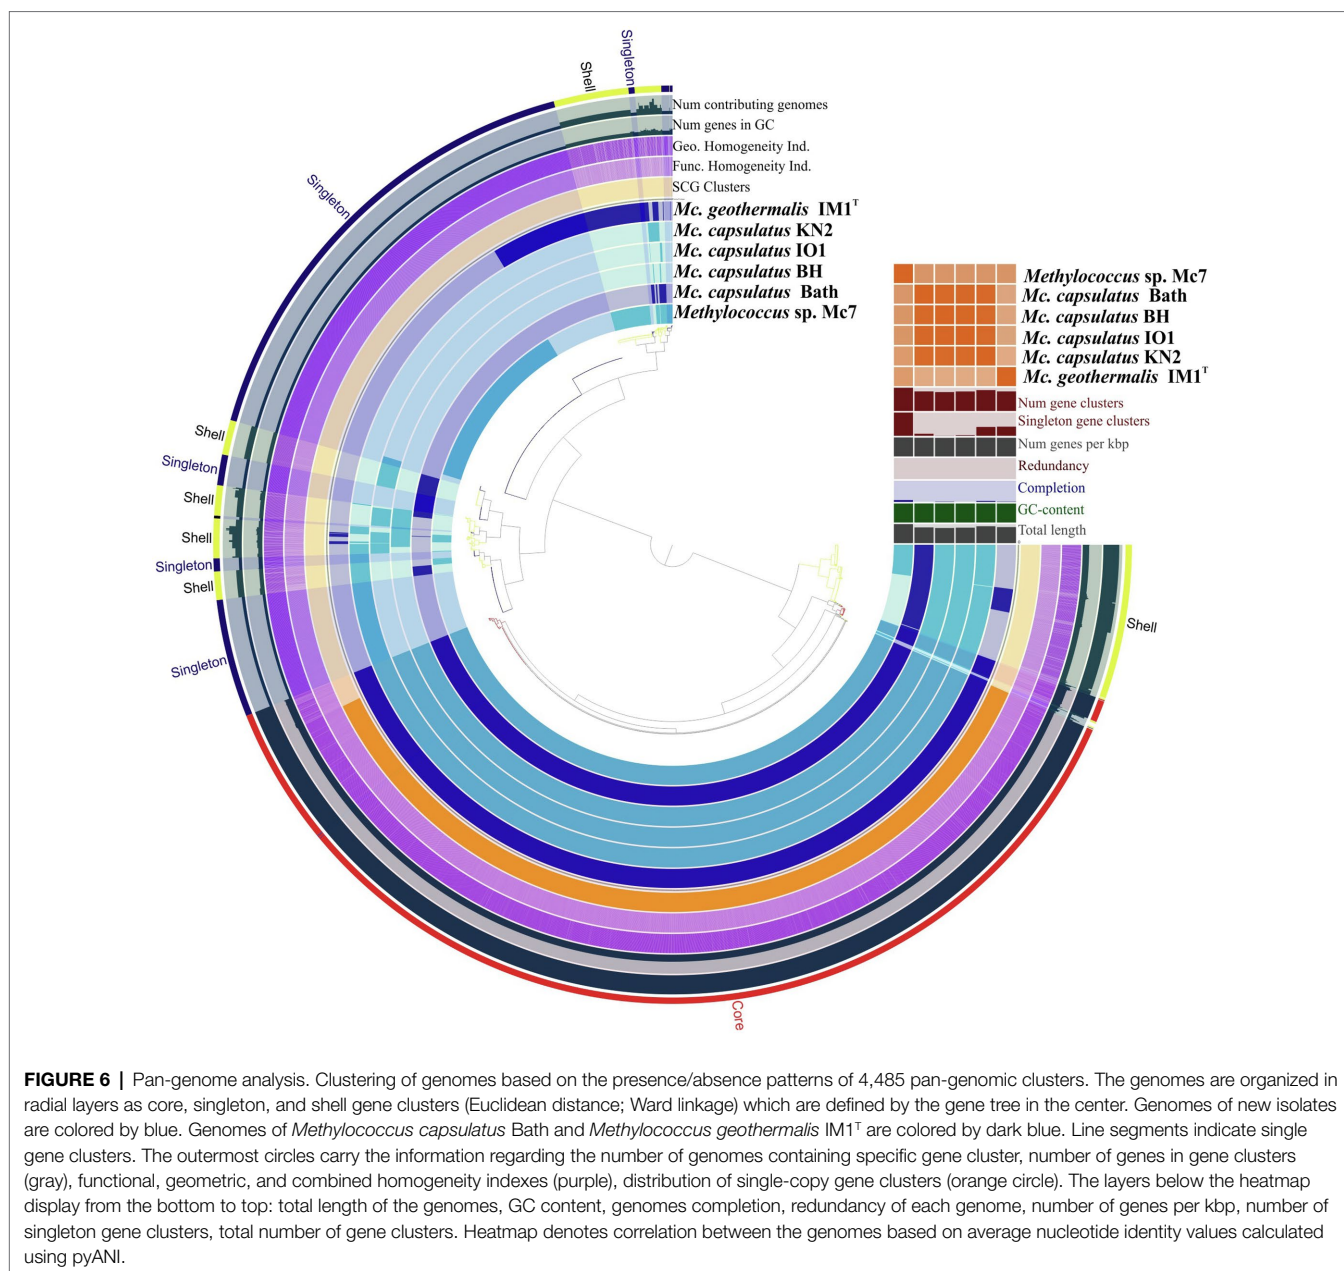 Singleton
Shell
Singleton
Num contributing genomes
Num genes in GC
Geo. Homogeneity Ind.
Func. Homogeneity Ind.
SCG Clusters
Mc. geothermalis IM1ᵀ
Mc. capsulatus KN2
Mc. capsulatus IO1
Mc. capsulatus BH
Mc. capsulatus Bath
Methylococcus sp. Mc7
Methylococcus sp. Mc7
Mc. capsulatus Bath
Mc. capsulatus BH
Mc. capsulatus IO1
Mc. capsulatus KN2
Mc. geothermalis IM1ᵀ
Num gene clusters
Singleton gene clusters
Num genes per kbp
Redundancy
Completion
GC-content
Total length
Shell
Singleton
Shell
Shell
Singleton
Shell
Singleton
Shell
Core
FIGURE 6 | Pan-genome analysis. Clustering of genomes based on the presence/absence patterns of 4,485 pan-genomic clusters. The genomes are organized in
radial layers as core, singleton, and shell gene clusters (Euclidean distance; Ward linkage) which are defined by the gene tree in the center. Genomes of new isolates
are colored by blue. Genomes of Methylococcus capsulatus Bath and Methylococcus geothermalis IM1ᵀ are colored by dark blue. Line segments indicate single
gene clusters. The outermost circles carry the information regarding the number of genomes containing specific gene cluster, number of genes in gene clusters
(gray), functional, geometric, and combined homogeneity indexes (purple), distribution of single-copy gene clusters (orange circle). The layers below the heatmap
display from the bottom to top: total length of the genomes, GC content, genomes completion, redundancy of each genome, number of genes per kbp, number of
singleton gene clusters, total number of gene clusters. Heatmap denotes correlation between the genomes based on average nucleotide identity values calculated
using pyANI.